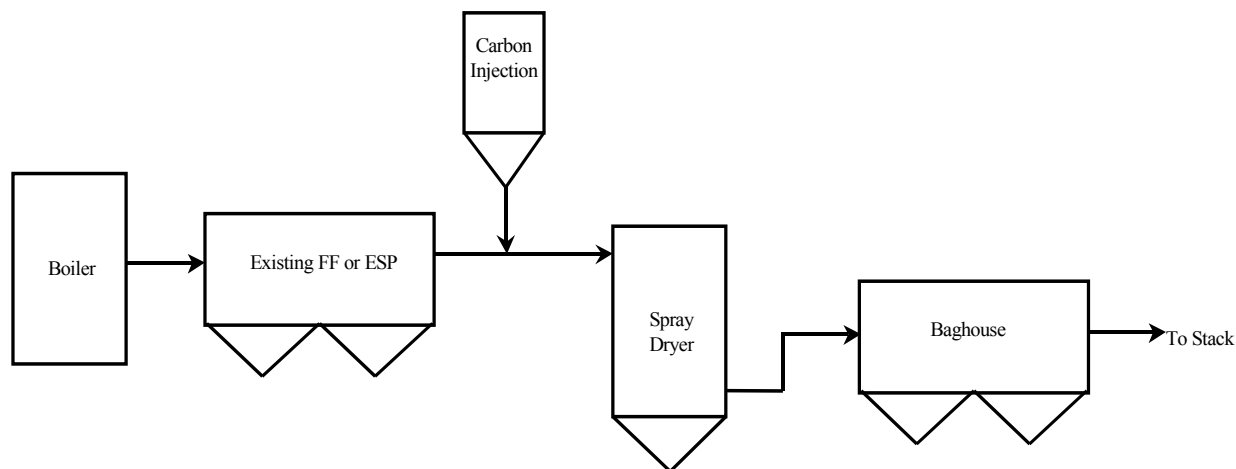 Carbon
Injection
Boiler
Existing FF or ESP
Spray
Dryer
Baghouse
To Stack